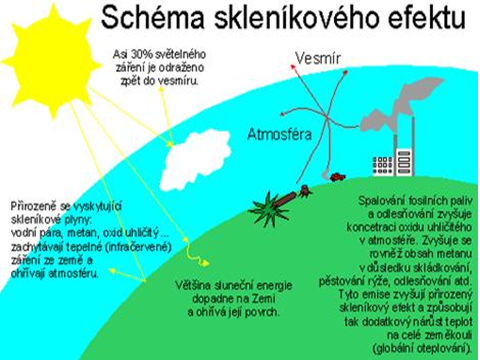 Schéma skleníkového efektu
Asi 30% světelného
záření je odraženo
zpět do vesmíru.
Vesmír
Atmosféra
Přirozeně se vyskytující
skleníkové plyny:
vodní pára, metan, oxid uhličitý ...
zachytávají tepelné (infračervené)
záření ze země a
ohřívají atmosféru.
Většina sluneční energie
dopadne na Zemi
a ohřívá její povrch.
Spalování fosilních paliv
a odlesňování zvyšuje
koncetraci oxidu uhličitého
v atmosféře. Zvyšuje se
rovněž obsah metanu
v důsledku skládkování,
pěstování rýže, odlesňování atd.
Tyto emise zvyšují přirozený
skleníkový efekt a způsobují
tak dodatkový nárůst teplot
na celé zeměkouli
(globální oteplování).